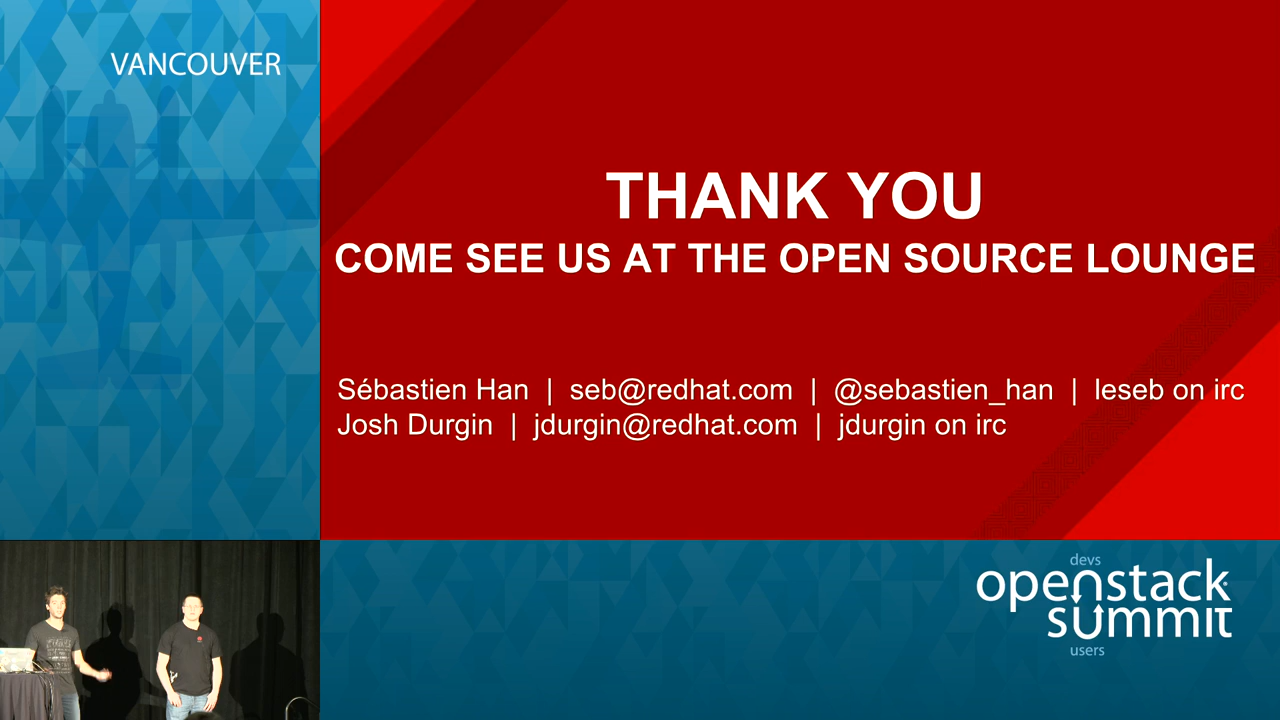 VANCOUVER
THANK YOU
COME SEE US AT THE OPEN SOURCE LOUNGE
Sébastien Han | seb@redhat.com | @sebastien_han | leseb on irc
Josh Durgin | jdurgin@redhat.com | jdurgin on irc
devs
openstack
summit
users